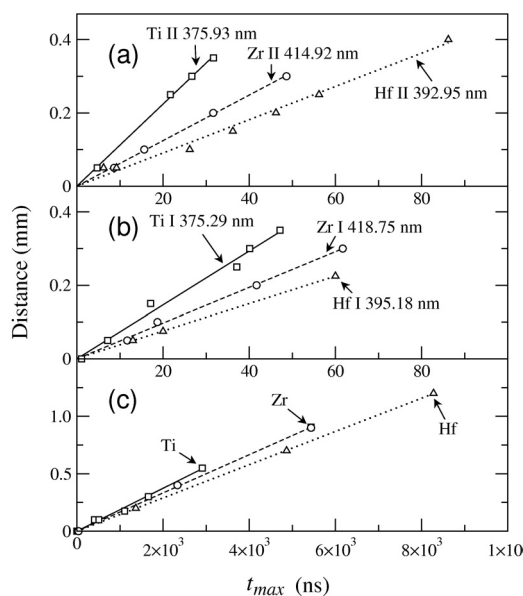 (a)
Ti II 375.93 nm
Zr II 414.92 nm
Hf II 392.95 nm
0.4
0.2
0
0 20 40 60 80
(b)
Ti I 375.29 nm
Zr I 418.75 nm
Hf I 395.18 nm
0.4
0.2
0
0 20 40 60 80
Distance (mm)
(c)
Ti
Zr
Hf
1.0
0.5
0
0 2×10³ 4×10³ 6×10³ 8×10³ 1×10
tmax (ns)